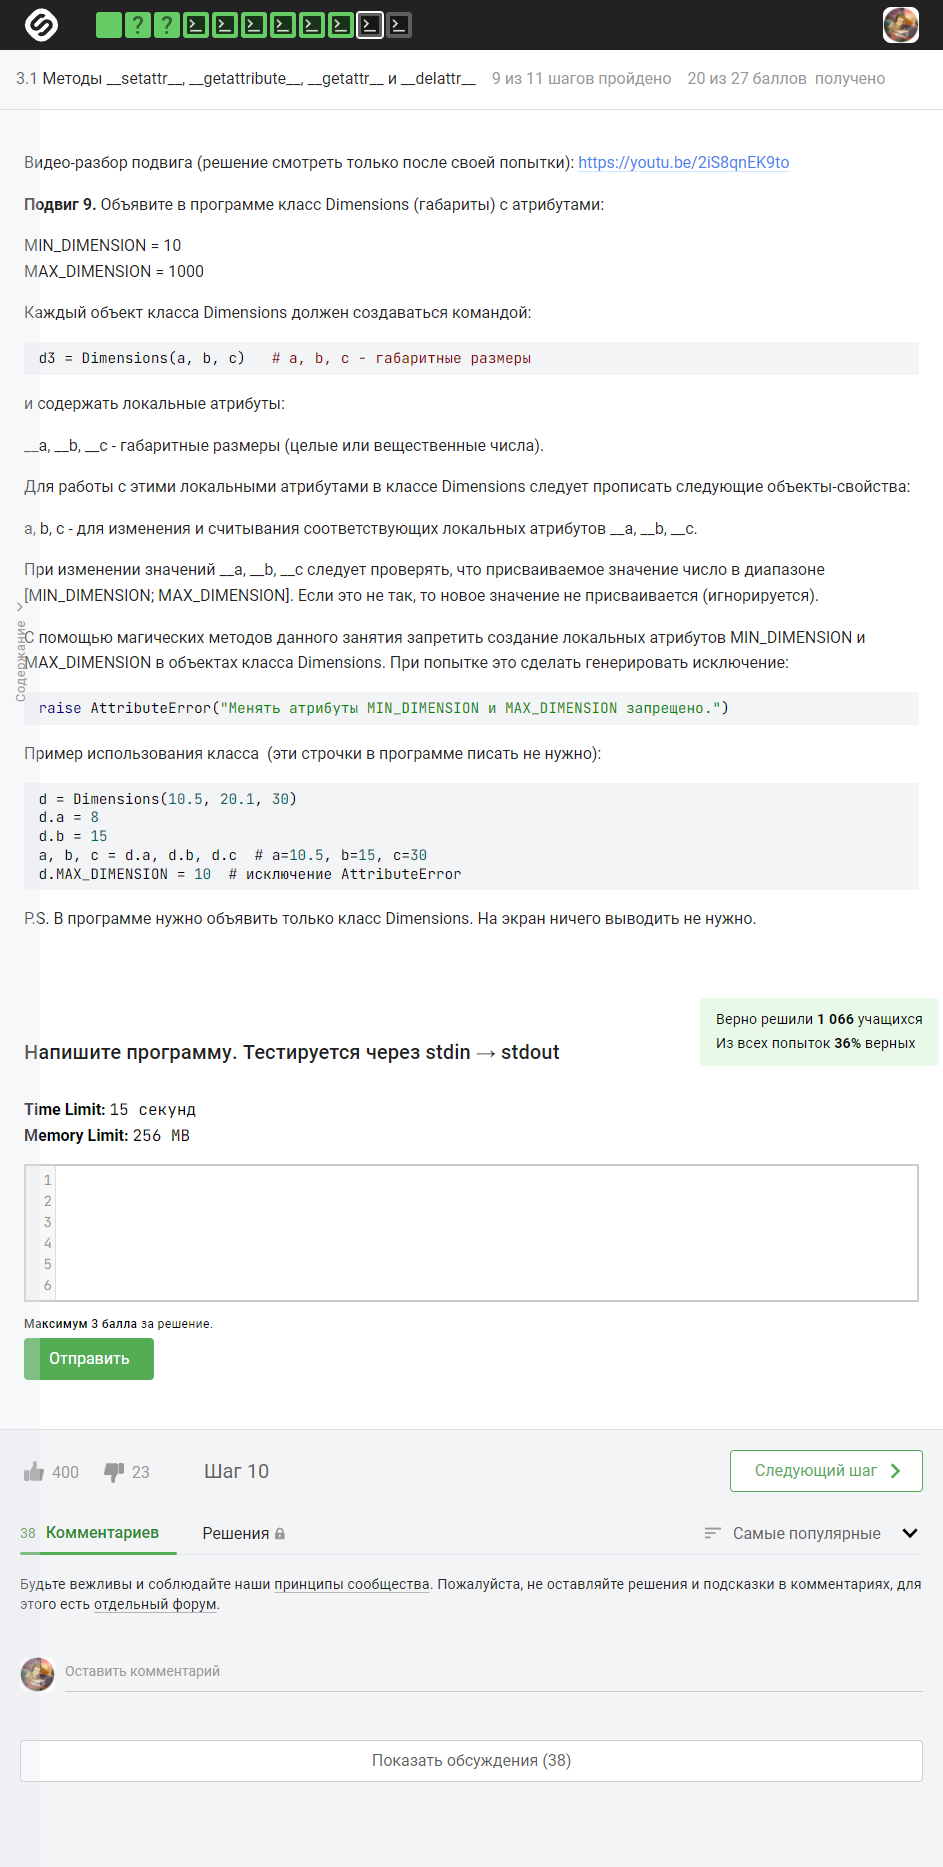 3.1 Методы __setattr__, __getattribute__, __getattr__ и __delattr__ 9 из 11 шагов пройдено 20 из 27 баллов получено
Видео-разбор подвига (решение смотреть только после своей попытки): https://youtu.be/2iS8qnEK9to
Подвиг 9. Объявите в программе класс Dimensions (габариты) с атрибутами:
MIN_DIMENSION = 10
MAX_DIMENSION = 1000
Каждый объект класса Dimensions должен создаваться командой:
d3 = Dimensions(a, b, c)   # a, b, c - габаритные размеры
и содержать локальные атрибуты:
__a, __b, __c - габаритные размеры (целые или вещественные числа).
Для работы с этими локальными атрибутами в классе Dimensions следует прописать следующие объекты-свойства:
a, b, c - для изменения и считывания соответствующих локальных атрибутов __a, __b, __c.
При изменении значений __a, __b, __c следует проверять, что присваиваемое значение число в диапазоне
[MIN_DIMENSION; MAX_DIMENSION]. Если это не так, то новое значение не присваивается (игнорируется).
С помощью магических методов данного занятия запретить создание локальных атрибутов MIN_DIMENSION и
MAX_DIMENSION в объектах класса Dimensions. При попытке это сделать генерировать исключение:
Содержание
raise AttributeError("Менять атрибуты MIN_DIMENSION и MAX_DIMENSION запрещено.")
Пример использования класса  (эти строчки в программе писать не нужно):
d = Dimensions(10.5, 20.1, 30)
d.a = 8
d.b = 15
a, b, c = d.a, d.b, d.c  # a=10.5, b=15, c=30
d.MAX_DIMENSION = 10  # исключение AttributeError
P.S. В программе нужно объявить только класс Dimensions. На экран ничего выводить не нужно.
Верно решили 1 066 учащихся
Из всех попыток 36% верных
Напишите программу. Тестируется через stdin → stdout
Time Limit: 15 секунд
Memory Limit: 256 MB
1
2
3
4
5
6
Максимум 3 балла за решение.
Отправить
400 23 Шаг 10 Следующий шаг
38 Комментариев Решения Самые популярные
Будьте вежливы и соблюдайте наши принципы сообщества. Пожалуйста, не оставляйте решения и подсказки в комментариях, для
этого есть отдельный форум.
Оставить комментарий
Показать обсуждения (38)